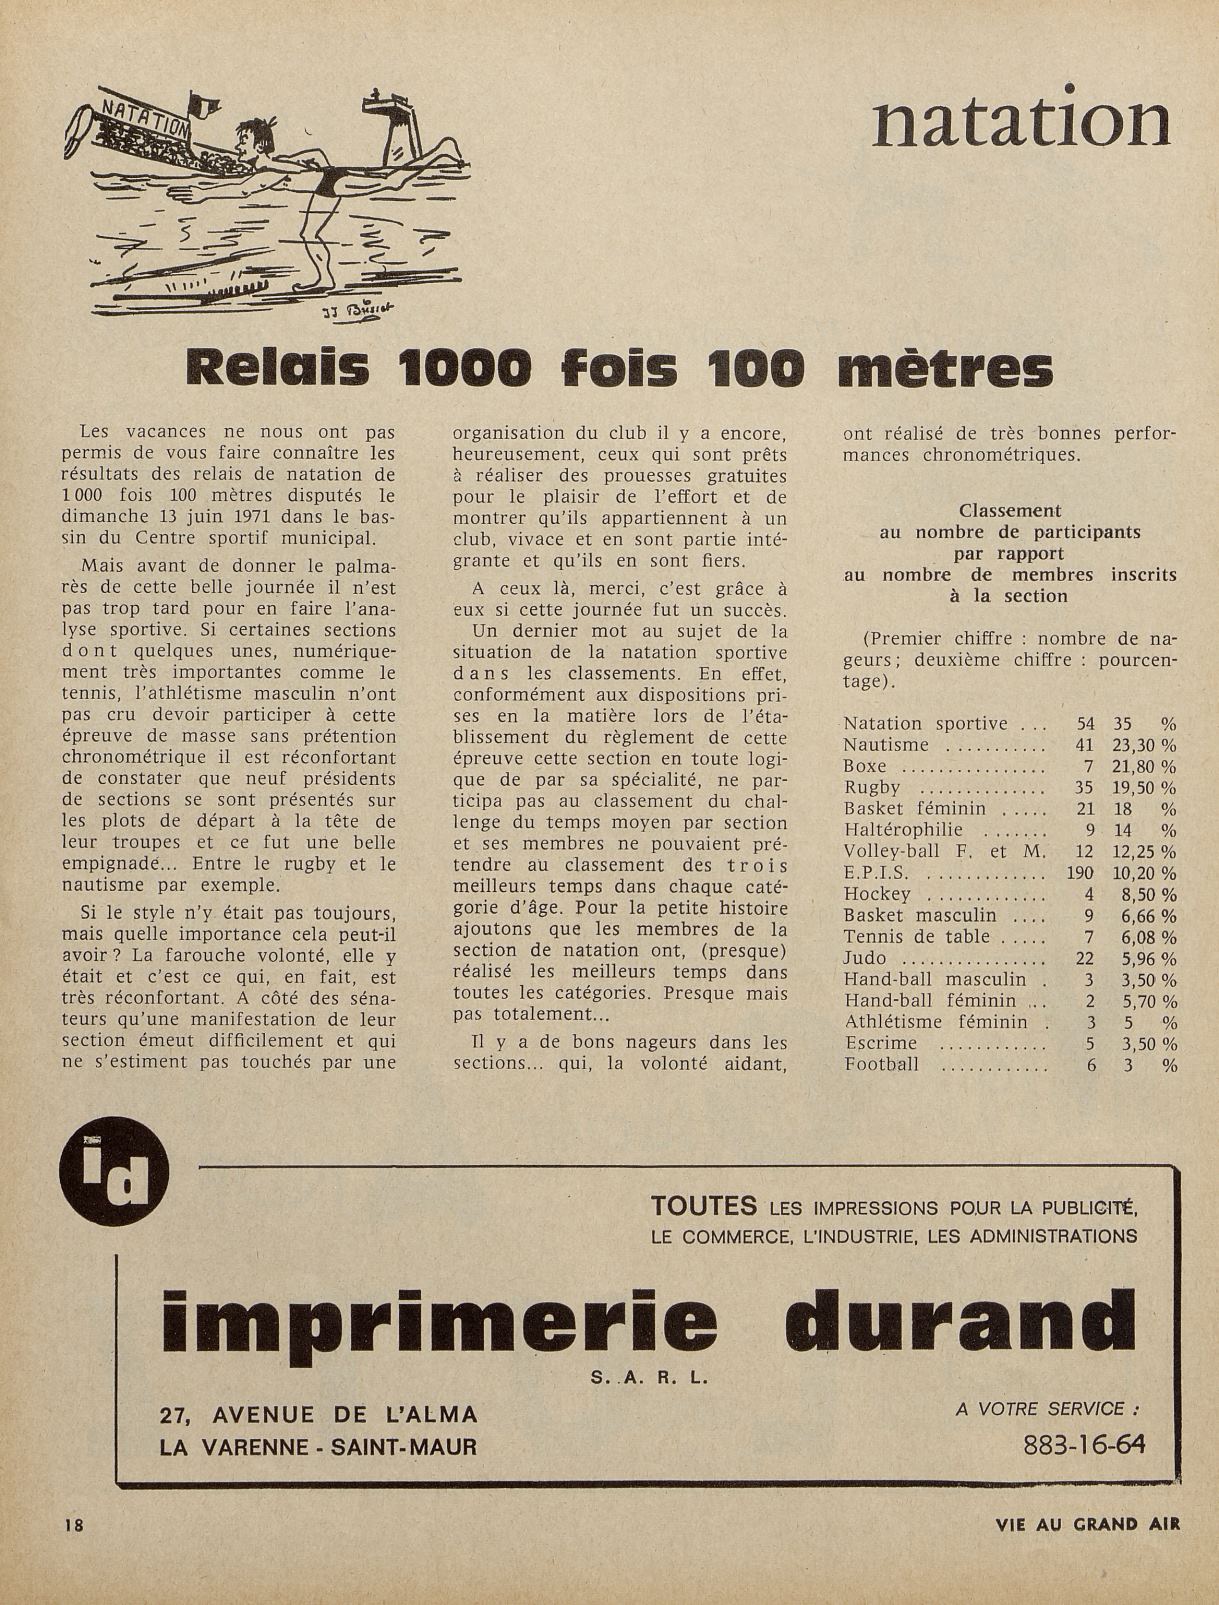 NATATION
JJ Bussat
natation
Relais 1000 fois 100 mètres
Les vacances ne nous ont pas
permis de vous faire connaître les
résultats des relais de natation de
1 000 fois 100 mètres disputés le
dimanche 13 juin 1971 dans le bas-
sin du Centre sportif municipal.
Mais avant de donner le palma-
rès de cette belle journée il n'est
pas trop tard pour en faire l'ana-
lyse sportive. Si certaines sections
dont quelques unes, numérique-
ment très importantes comme le
tennis, l'athlétisme masculin n'ont
pas cru devoir participer à cette
épreuve de masse sans prétention
chronométrique il est réconfortant
de constater que neuf présidents
de sections se sont présentés sur
les plots de départ à la tête de
leur troupes et ce fut une belle
empignade... Entre le rugby et le
nautisme par exemple.
Si le style n'y était pas toujours,
mais quelle importance cela peut-il
avoir ? La farouche volonté, elle y
était et c'est ce qui, en fait, est
très réconfortant. A côté des séna-
teurs qu'une manifestation de leur
section émeut difficilement et qui
ne s'estiment pas touchés par une
organisation du club il y a encore,
heureusement, ceux qui sont prêts
à réaliser des prouesses gratuites
pour le plaisir de l'effort et de
montrer qu'ils appartiennent à un
club, vivace et en sont partie inté-
grante et qu'ils en sont fiers.
A ceux là, merci, c'est grâce à
eux si cette journée fut un succès.
Un dernier mot au sujet de la
situation de la natation sportive
dans les classements. En effet,
conformément aux dispositions pri-
ses en la matière lors de l'éta-
blissement du règlement de cette
épreuve cette section en toute logi-
que de par sa spécialité, ne par-
ticipa pas au classement du chal-
lenge du temps moyen par section
et ses membres ne pouvaient pré-
tendre au classement des trois
meilleurs temps dans chaque caté-
gorie d'âge. Pour la petite histoire
ajoutons que les membres de la
section de natation ont, (presque)
réalisé les meilleurs temps dans
toutes les catégories. Presque mais
pas totalement...
Il y a de bons nageurs dans les
sections... qui, la volonté aidant,
ont réalisé de très bonnes perfor-
mances chronométriques.
Classement
au nombre de participants
par rapport
au nombre de membres inscrits
à la section
(Premier chiffre : nombre de na-
geurs ; deuxième chiffre : pourcen-
tage).
Natation sportive ... 54 35 %
Nautisme ........... 41 23,30 %
Boxe ................ 7 21,80 %
Rugby .............. 35 19,50 %
Basket féminin ..... 21 18 %
Haltérophilie ....... 9 14 %
Volley-ball F. et M. 12 12,25 %
E.P.I.S. ............ 190 10,20 %
Hockey ............. 4 8,50 %
Basket masculin .... 9 6,66 %
Tennis de table ..... 7 6,08 %
Judo ................ 22 5,96 %
Hand-ball masculin . 3 3,50 %
Hand-ball féminin ... 2 5,70 %
Athlétisme féminin . 3 5 %
Escrime ............ 5 3,50 %
Football ............ 6 3 %
id
TOUTES LES IMPRESSIONS POUR LA PUBLICITÉ,
LE COMMERCE, L'INDUSTRIE, LES ADMINISTRATIONS
imprimerie durand
S. A. R. L.
27, AVENUE DE L'ALMA
LA VARENNE - SAINT-MAUR
A VOTRE SERVICE :
883-16-64
18
VIE AU GRAND AIR